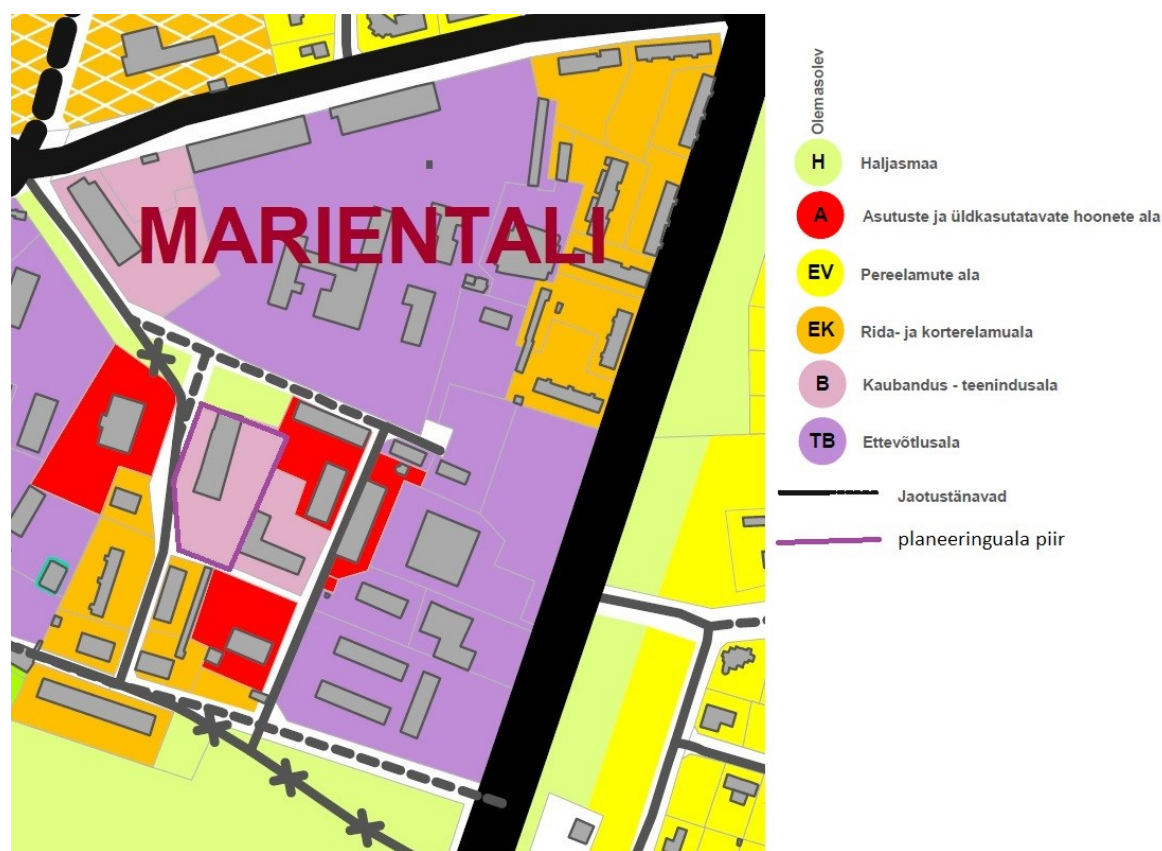 MARIENTALI
Olemasolev
H Haljasmaa
A Asutuste ja üldkasutatavate hoonete ala
EV Pereelamute ala
EK Rida- ja korterelamuala
B Kaubandus - teenindusala
TB Ettevõtlusala
Jaotustänavad
planeeringuala piir